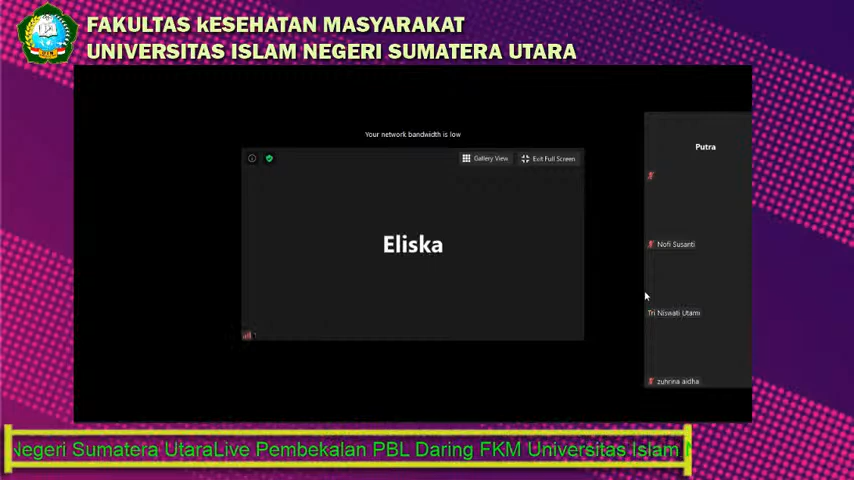 FAKULTAS kESEHATAN MASYARAKAT
UNIVERSITAS ISLAM NEGERI SUMATERA UTARA
Your network bandwidth is low
Gallery View
Exit Full Screen
Eliska
Putra
Nofi Susanti
Tri Niswati Utami
zuhrina aidha
Negeri Sumatera UtaraLive Pembekalan PBL Daring FKM Universitas Islam N